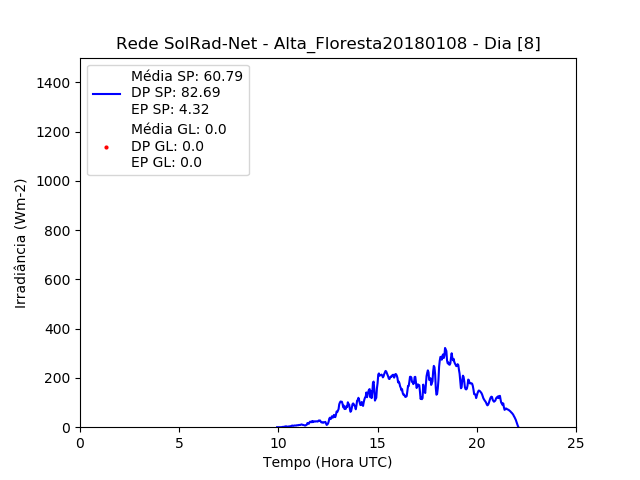 Rede SolRad-Net - Alta_Floresta20180108 - Dia [8]
Média SP: 60.79
DP SP: 82.69
EP SP: 4.32
Média GL: 0.0
DP GL: 0.0
EP GL: 0.0
1400
1200
1000
800
600
400
200
0
Irradiância (Wm-2)
0 5 10 15 20 25
Tempo (Hora UTC)